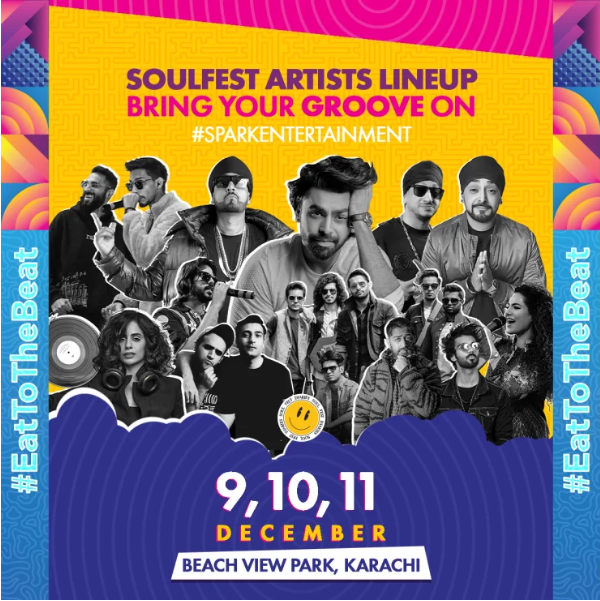 SOULFEST ARTISTS LINEUP
BRING YOUR GROOVE ON
#SPARKENTERTAINMENT
#EatToTheBeat
#EatToTheBeat
9, 10, 11
DECEMBER
BEACH VIEW PARK, KARACHI